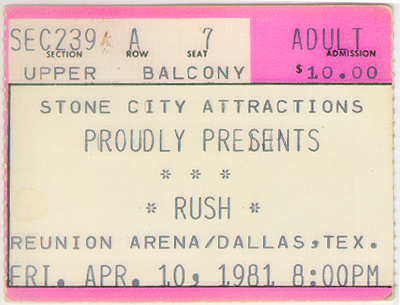 SEC239 A 7 ADULT
SECTION ROW SEAT ADMISSION
UPPER BALCONY $10.00
STONE CITY ATTRACTIONS
PROUDLY PRESENTS
* * *
* RUSH *
REUNION ARENA/DALLAS,TEX.
FRI. APR. 10, 1981 8:00PM